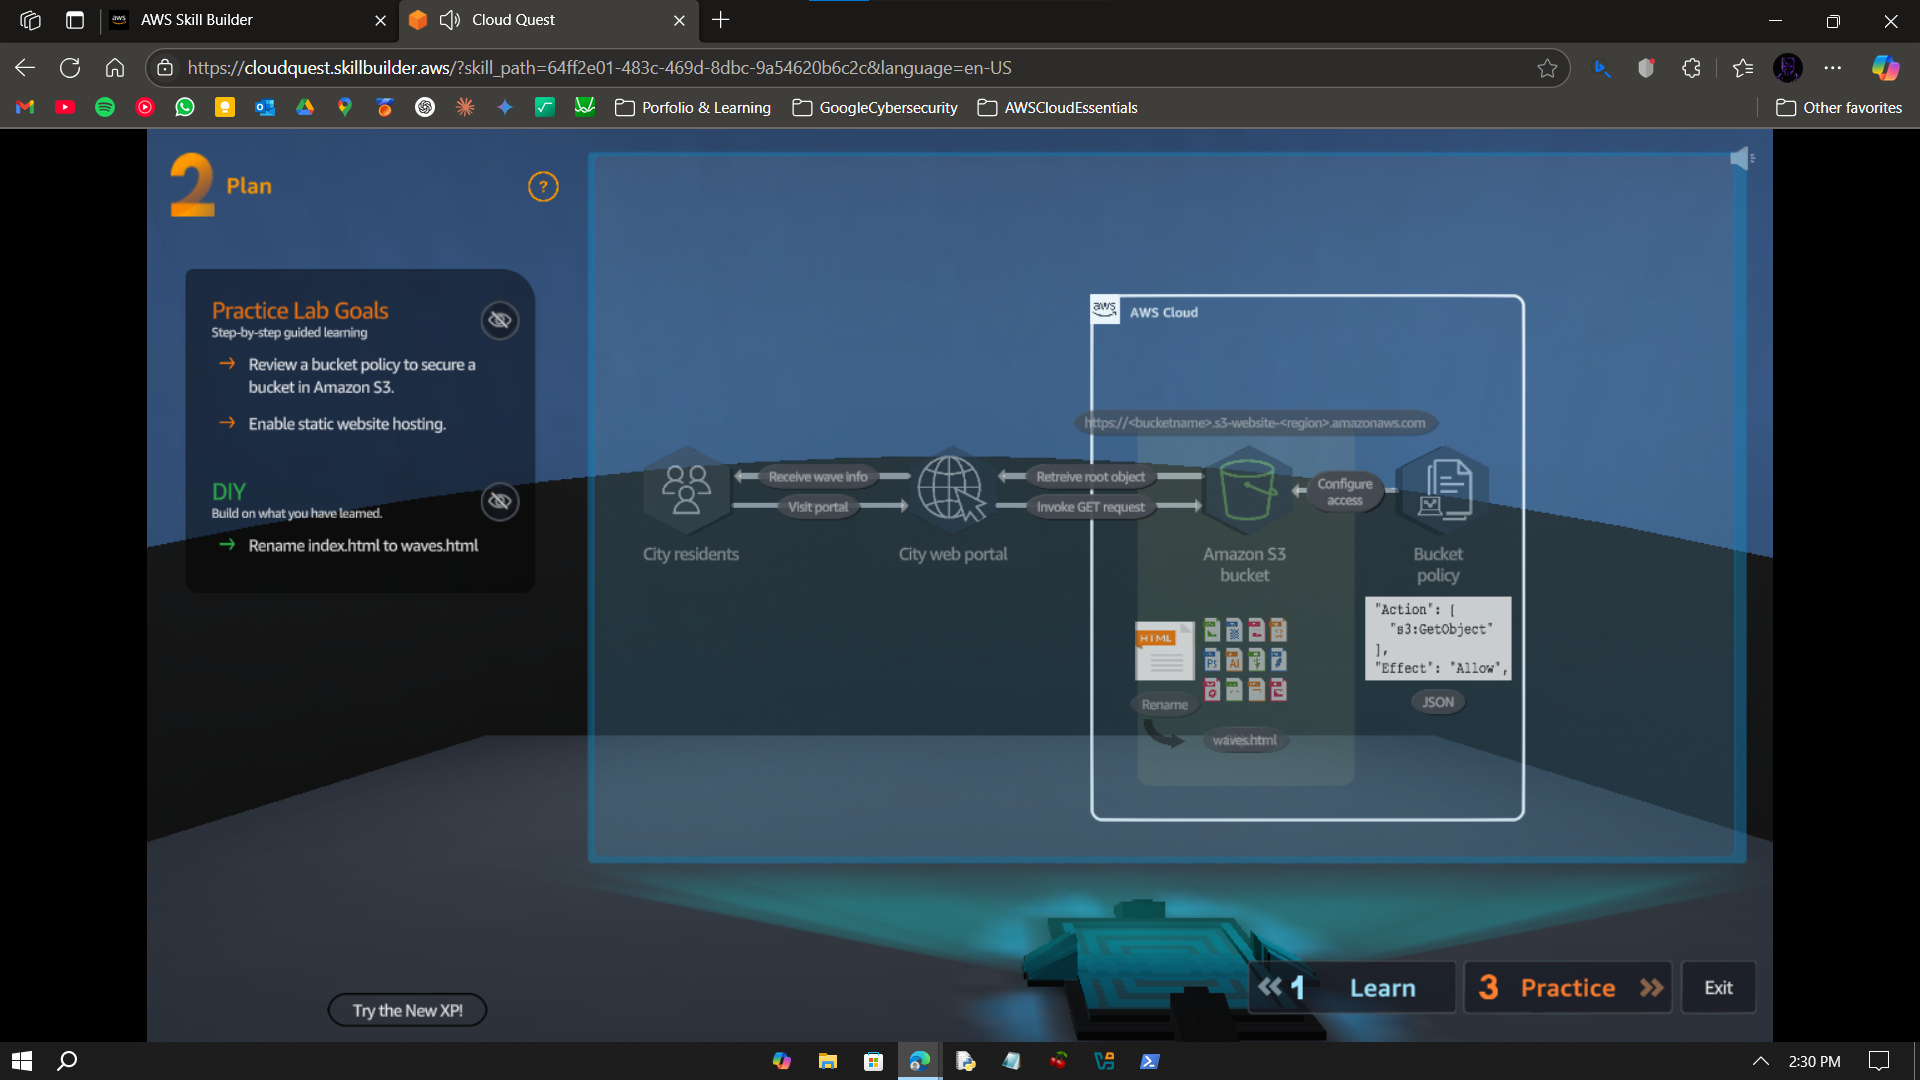 AWS Skill Builder
Cloud Quest
https://cloudquest.skillbuilder.aws/?skill_path=64ff2e01-483c-469d-8dbc-9a54620b6c2c&language=en-US
Porfolio & Learning
GoogleCybersecurity
AWSCloudEssentials
Other favorites
2 Plan
?
Practice Lab Goals
Step-by-step guided learning
Review a bucket policy to secure a
bucket in Amazon S3.
Enable static website hosting.
DIY
Build on what you have learned.
Rename index.html to waves.html
aws
AWS Cloud
https://<bucketname>.s3-website-<region>.amazonaws.com
Receive wave info
Visit portal
Retreive root object
Invoke GET request
Configure
access
City residents
City web portal
Amazon S3
bucket
Bucket
policy
HTML
Ps
Ai
Rename
waves.html
"Action": [
"s3:GetObject"
],
"Effect": "Allow",
JSON
Try the New XP!
1 Learn
3 Practice
Exit
2:30 PM